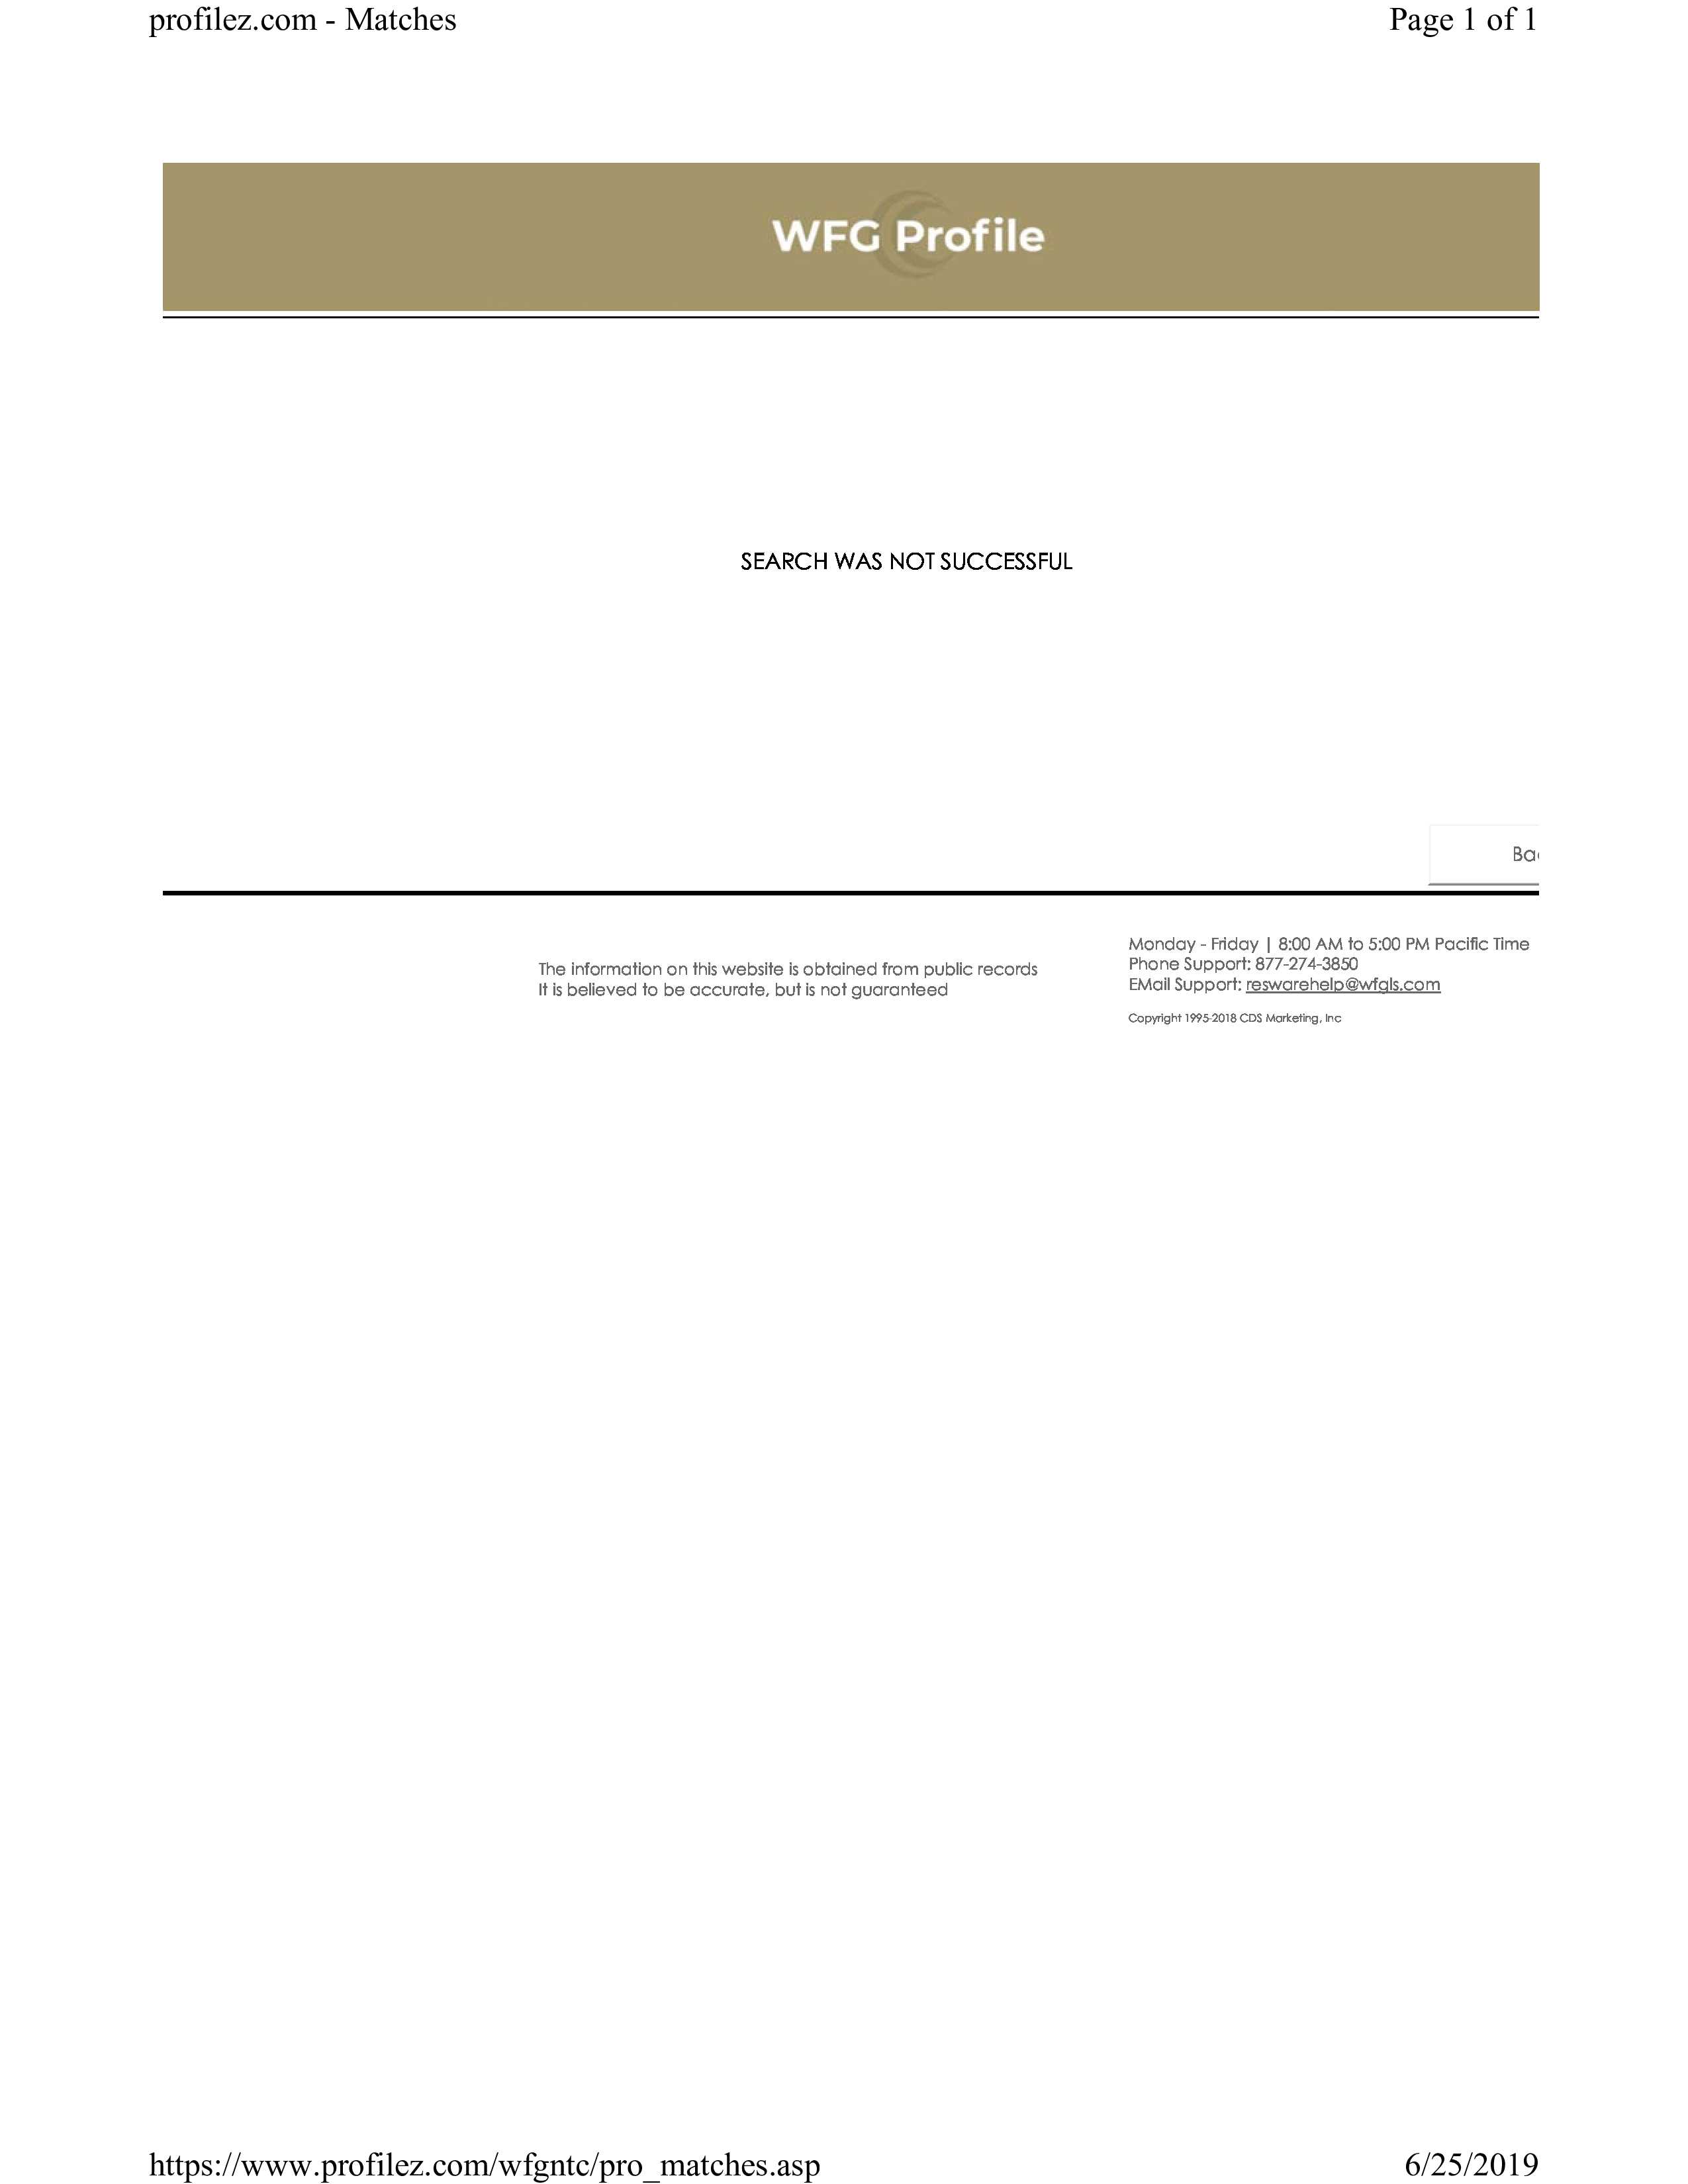 profilez.com - Matches
Page 1 of 1
WFG Profile
SEARCH WAS NOT SUCCESSFUL
Monday - Friday | 8:00 AM to 5:00 PM Pacific Time
Phone Support: 877-274-3850
EMail Support: reswarehelp@wfgls.com
The information on this website is obtained from public records
It is believed to be accurate, but is not guaranteed
Copyright 1995-2018 CDS Marketing, Inc
https://www.profilez.com/wfgntc/pro_matches.asp
6/25/2019